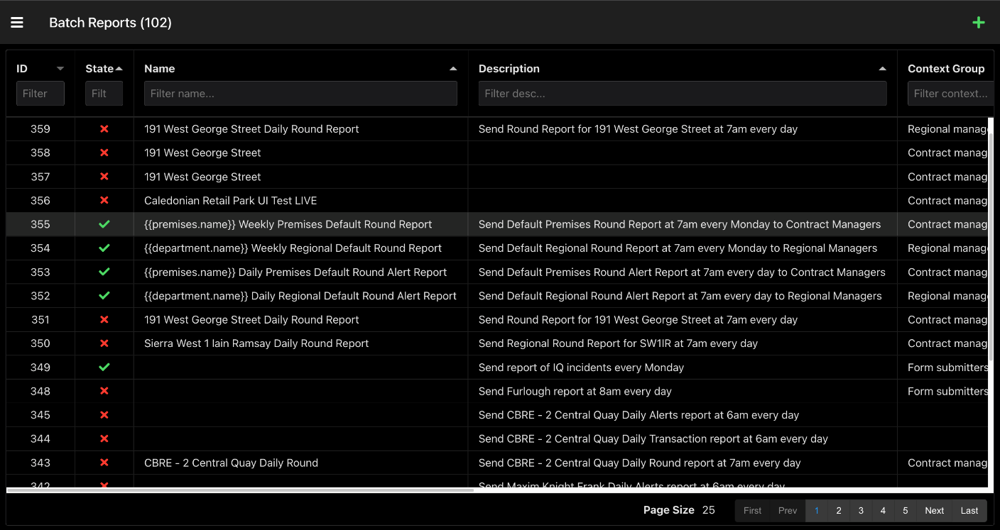 Batch Reports (102)
ID State Name Description Context Group
Filter Filt Filter name... Filter desc... Filter context...
359 191 West George Street Daily Round Report Send Round Report for 191 West George Street at 7am every day Regional manag
358 191 West George Street Contract manag
357 191 West George Street Contract manag
356 Caledonian Retail Park UI Test LIVE Contract manag
355 {{premises.name}} Weekly Premises Default Round Report Send Default Premises Round Report at 7am every Monday to Contract Managers Contract manag
354 {{department.name}} Weekly Regional Default Round Report Send Default Regional Round Report at 7am every Monday to Regional Managers Regional manag
353 {{premises.name}} Daily Premises Default Round Alert Report Send Default Premises Round Alert Report at 7am every day to Contract Managers Contract manag
352 {{department.name}} Daily Regional Default Round Alert Report Send Default Regional Round Alert Report at 7am every day to Regional Managers Regional manag
351 191 West George Street Daily Round Report Send Round Report for 191 West George Street at 7am every day Contract manag
350 Sierra West 1 Iain Ramsay Daily Round Report Send Regional Round Report for SW1IR at 7am every day Contract manag
349 Send report of IQ incidents every Monday Form submitters
348 Send Furlough report at 8am every day Form submitters
345 Send CBRE - 2 Central Quay Daily Alerts report at 6am every day
344 Send CBRE - 2 Central Quay Daily Transaction report at 6am every day
343 CBRE - 2 Central Quay Daily Round Send CBRE - 2 Central Quay Daily Round report at 7am every day Contract manag
342 Send Maxim Knight Frank Daily Alerts report at 6am every day
Page Size 25 First Prev 1 2 3 4 5 Next Last